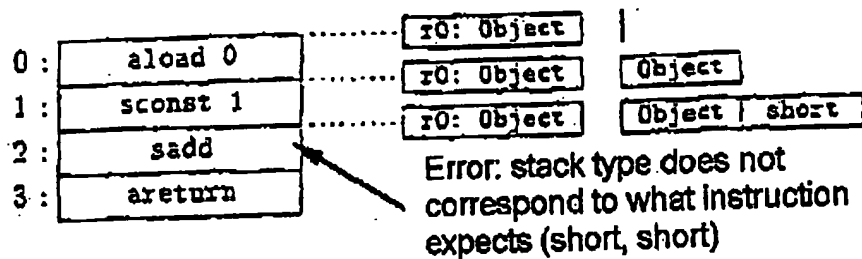 r0: Object
0 : aload 0
r0: Object Object
1 : sconst 1
r0: Object Object short
2 : sadd
3 : areturn
Error: stack type does not
correspond to what instruction
expects (short, short)